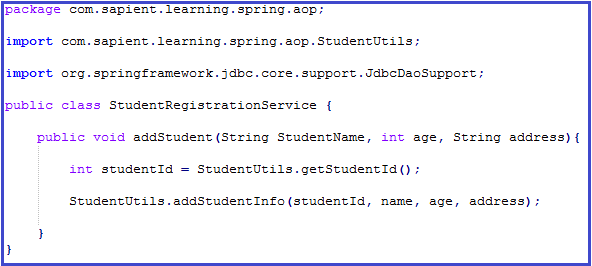 package com.sapient.learning.spring.aop;
import com.sapient.learning.spring.aop.StudentUtils;
import org.springframework.jdbc.core.support.JdbcDaoSupport;
public class StudentRegistrationService {
public void addStudent(String StudentName, int age, String address){
int studentId = StudentUtils.getStudentId();
StudentUtils.addStudentInfo(studentId, name, age, address);
}
}